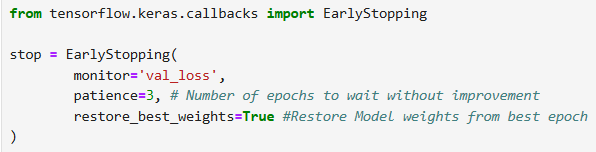 from tensorflow.keras.callbacks import EarlyStopping
stop = EarlyStopping(
monitor='val_loss',
patience=3, # Number of epochs to wait without improvement
restore_best_weights=True #Restore Model weights from best epoch
)